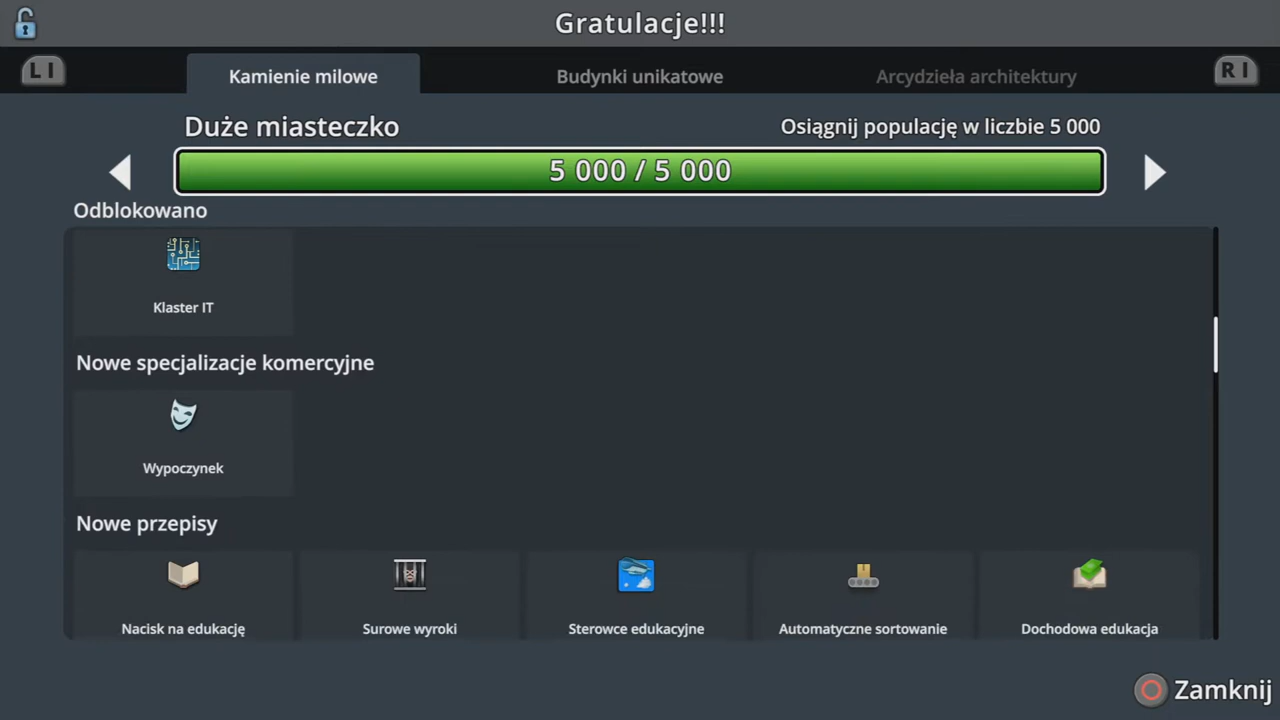 Gratulacje!!!
L1
Kamienie milowe
Budynki unikatowe
Arcydzieła architektury
R1
Duże miasteczko
Osiągnij populację w liczbie 5 000
5 000 / 5 000
Odblokowano
Klaster IT
Nowe specjalizacje komercyjne
Wypoczynek
Nowe przepisy
Nacisk na edukację
Surowe wyroki
Sterowce edukacyjne
Automatyczne sortowanie
Dochodowa edukacja
Zamknij